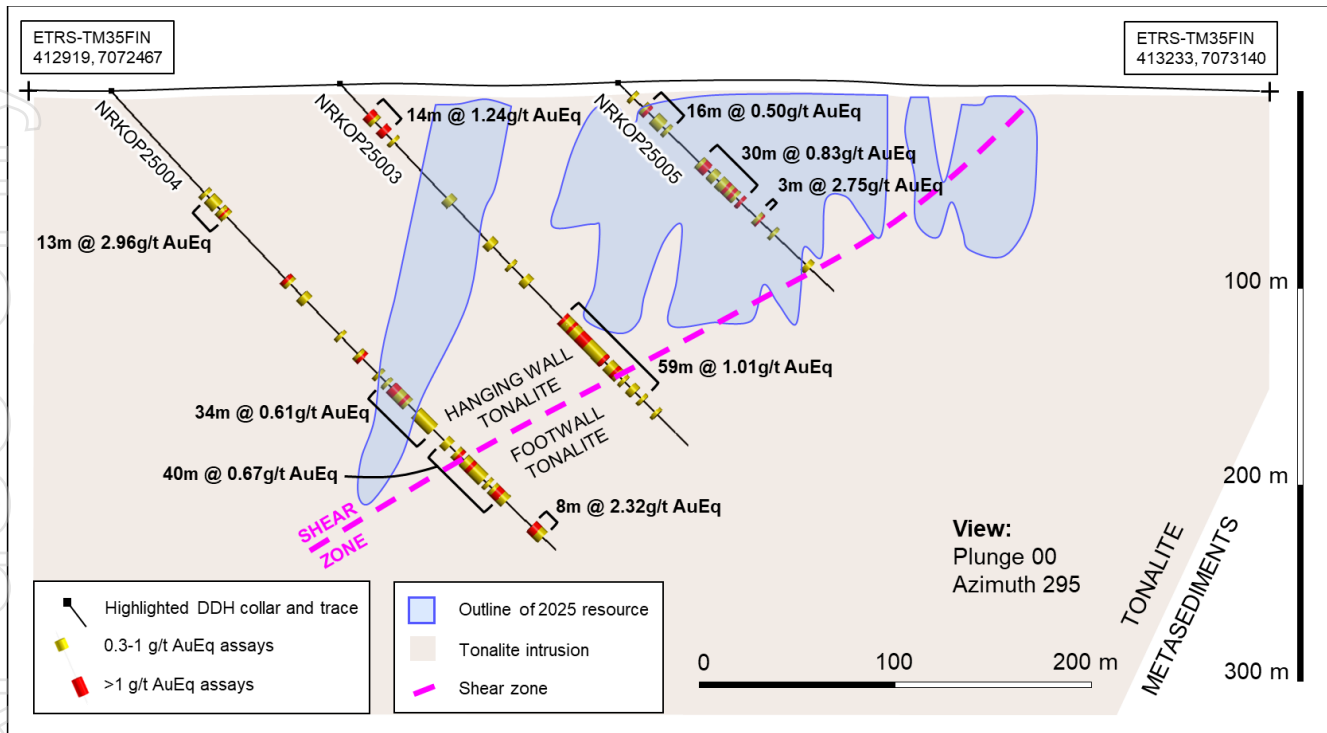 ETRS-TM35FIN
412919, 7072467
ETRS-TM35FIN
413233, 7073140
NRKOP25004
NRKOP25003
NRKOP25005
14m @ 1.24g/t AuEq
16m @ 0.50g/t AuEq
30m @ 0.83g/t AuEq
3m @ 2.75g/t AuEq
13m @ 2.96g/t AuEq
100 m
59m @ 1.01g/t AuEq
HANGING WALL
TONALITE
34m @ 0.61g/t AuEq
FOOTWALL
TONALITE
40m @ 0.67g/t AuEq
200 m
8m @ 2.32g/t AuEq
SHEAR
ZONE
View:
Plunge 00
Azimuth 295
TONALITE
METASEDIMENTS
Highlighted DDH collar and trace
0.3-1 g/t AuEq assays
>1 g/t AuEq assays
Outline of 2025 resource
Tonalite intrusion
Shear zone
0 100 200 m
300 m